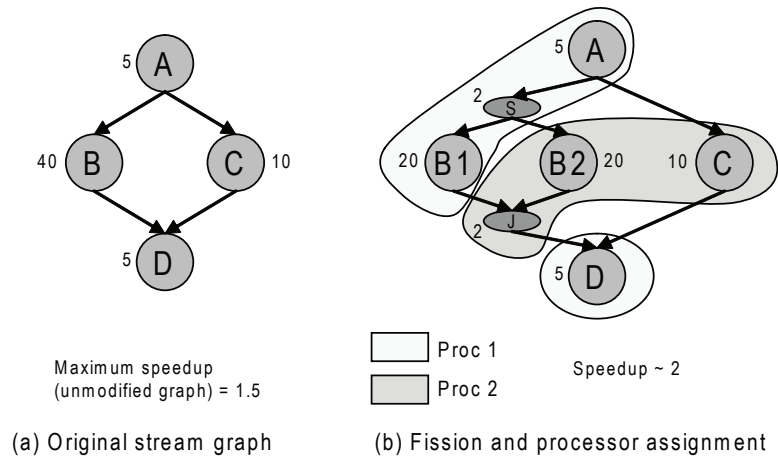 A
5
B
40
C
10
D
5
Maximum speedup
(unmodified graph) = 1.5
(a) Original stream graph
A
5
S
2
B1
20
B2
20
C
10
J
2
D
5
Proc 1
Proc 2
Speedup ~ 2
(b) Fission and processor assignment